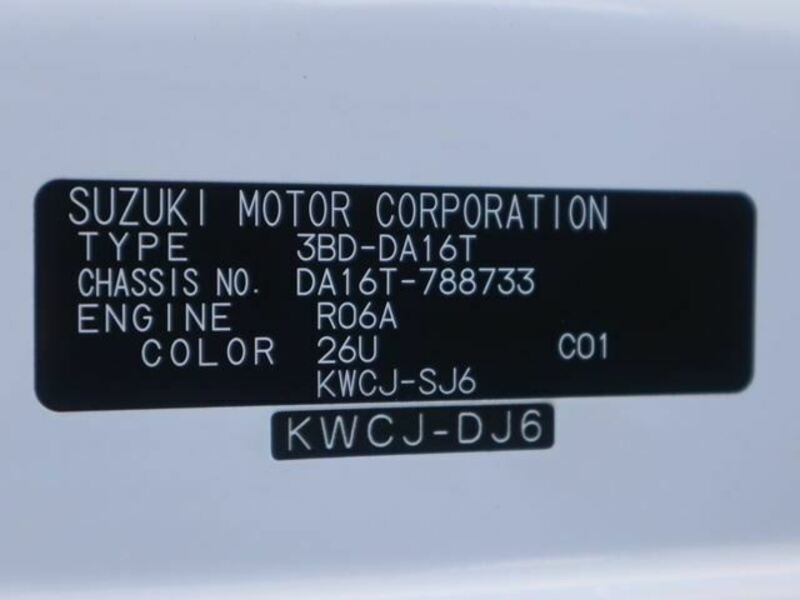 SUZUKI MOTOR CORPORATION
TYPE 3BD-DA16T
CHASSIS NO. DA16T-788733
ENGINE R06A
COLOR 26U C01
KWCJ-SJ6
KWCJ-DJ6